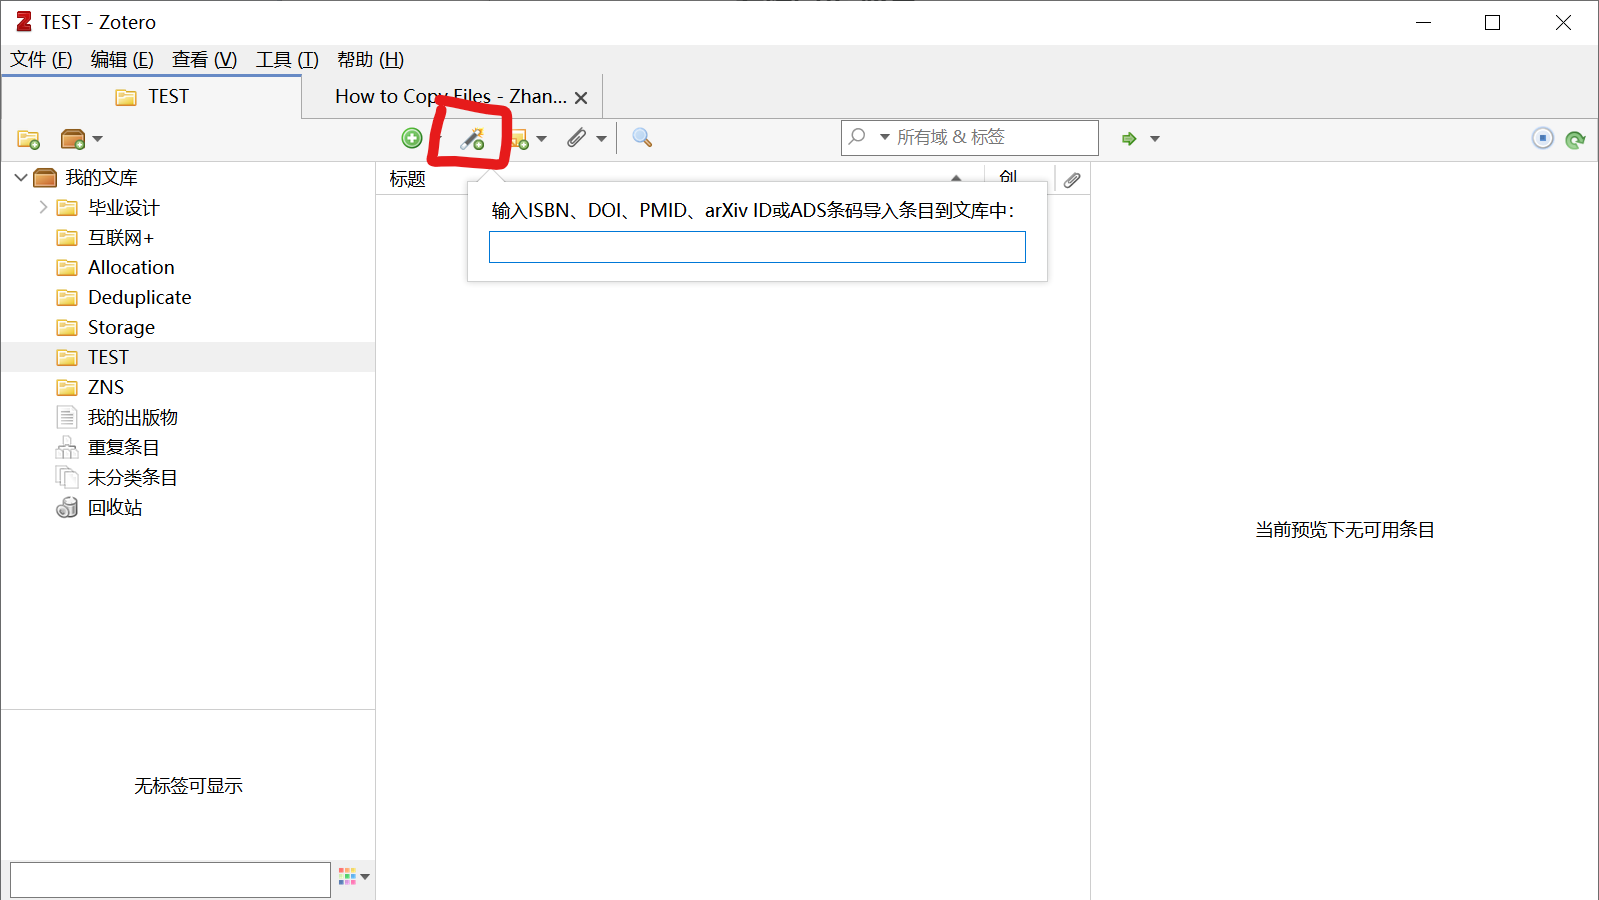 TEST - Zotero
文件 (F) 编辑 (E) 查看 (V) 工具 (T) 帮助 (H)
TEST
How to Copy Files - Zhan...
所有域 & 标签
我的文库
毕业设计
互联网+
Allocation
Deduplicate
Storage
TEST
ZNS
我的出版物
重复条目
未分类条目
回收站
标题
创
输入ISBN、DOI、PMID、arXiv ID或ADS条码导入条目到文库中:
当前预览下无可用条目
无标签可显示